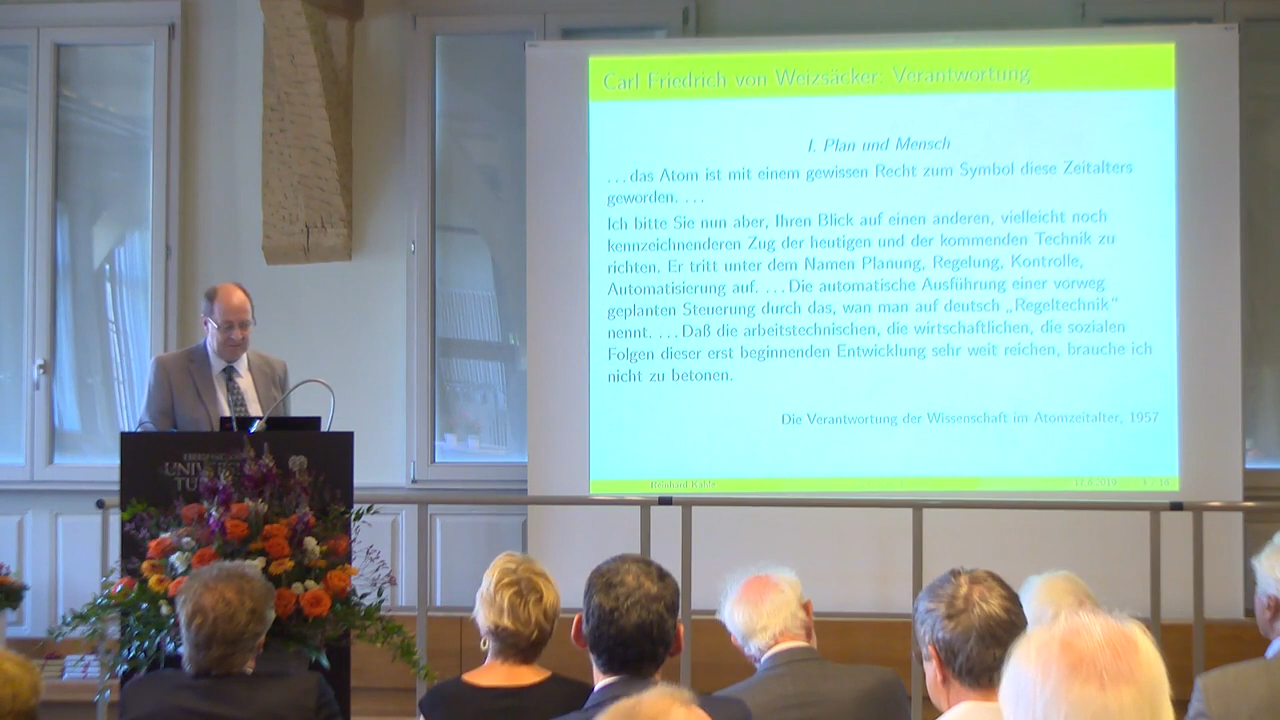 Carl Friedrich von Weizsäcker: Verantwortung
I. Plan und Mensch
... das Atom ist mit einem gewissen Recht zum Symbol diese Zeitalters
geworden. ...
Ich bitte Sie nun aber, Ihren Blick auf einen anderen, vielleicht noch
kennzeichnenderen Zug der heutigen und der kommenden Technik zu
richten. Er tritt unter dem Namen Planung, Regelung, Kontrolle,
Automatisierung auf. ... Die automatische Ausführung einer vorweg
geplanten Steuerung durch das, wan man auf deutsch „Regeltechnik“
nennt. ... Daß die arbeitstechnischen, die wirtschaftlichen, die sozialen
Folgen dieser erst beginnenden Entwicklung sehr weit reichen, brauche ich
nicht zu betonen.
Die Verantwortung der Wissenschaft im Atomzeitalter, 1957
Reinhard Kahle